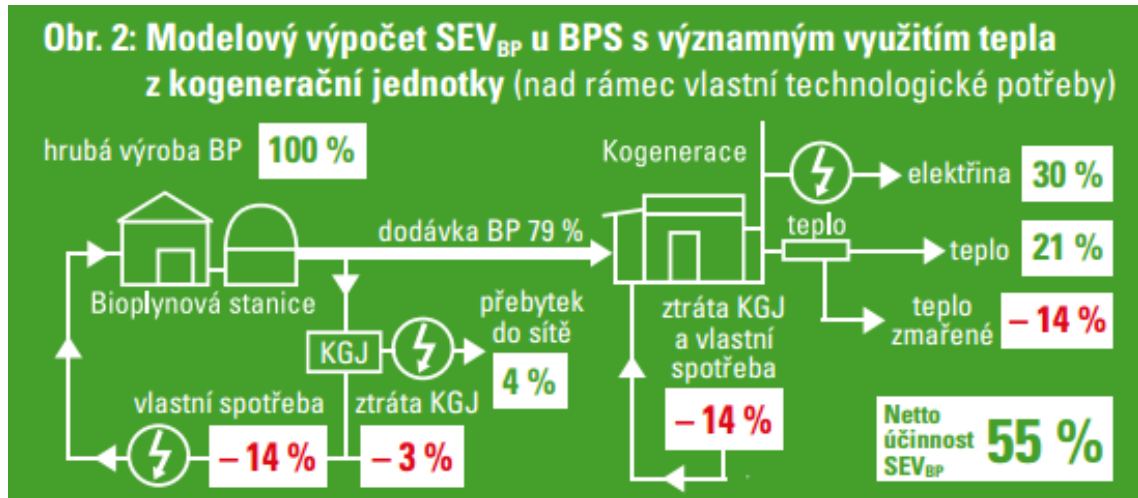 Obr. 2: Modelový výpočet SEVBP u BPS s významným využitím tepla
z kogenerační jednotky (nad rámec vlastní technologické potřeby)
hrubá výroba BP 100 %
Kogenerace
elektřina 30 %
dodávka BP 79 %
teplo
teplo 21 %
Bioplynová stanice
přebytek
do sítě
4 %
KGJ
ztráta KGJ
a vlastní
spotřeba
– 14 %
teplo
zmařené
– 14 %
vlastní spotřeba
– 14 %
ztráta KGJ
– 3 %
Netto
účinnost
SEVBP
55 %